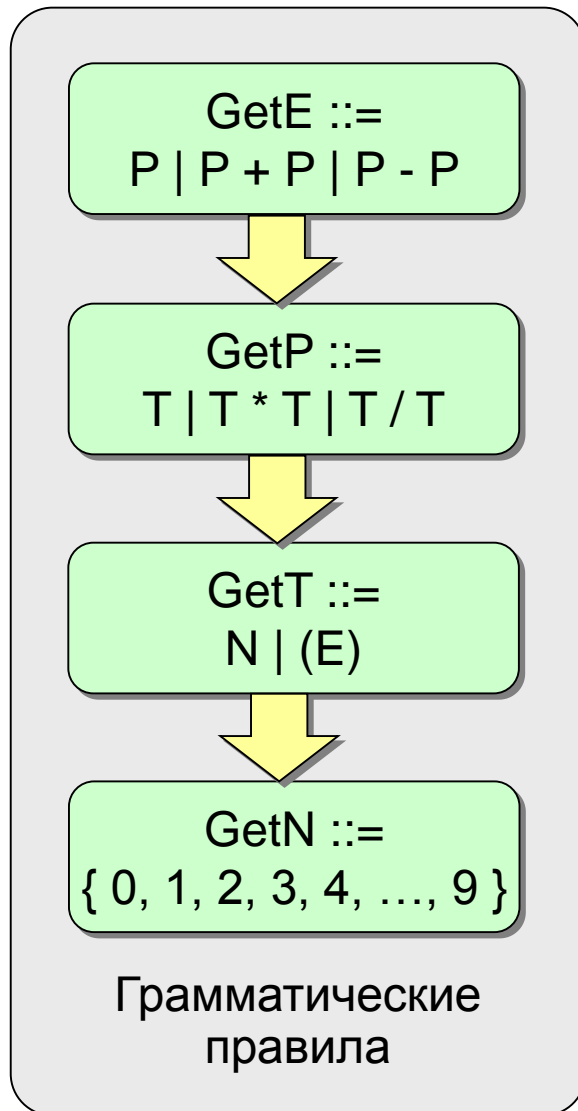 GetE ::=
P | P + P | P - P
GetP ::=
T | T * T | T / T
GetT ::=
N | (E)
GetN ::=
{ 0, 1, 2, 3, 4, …, 9 }
Грамматические
правила